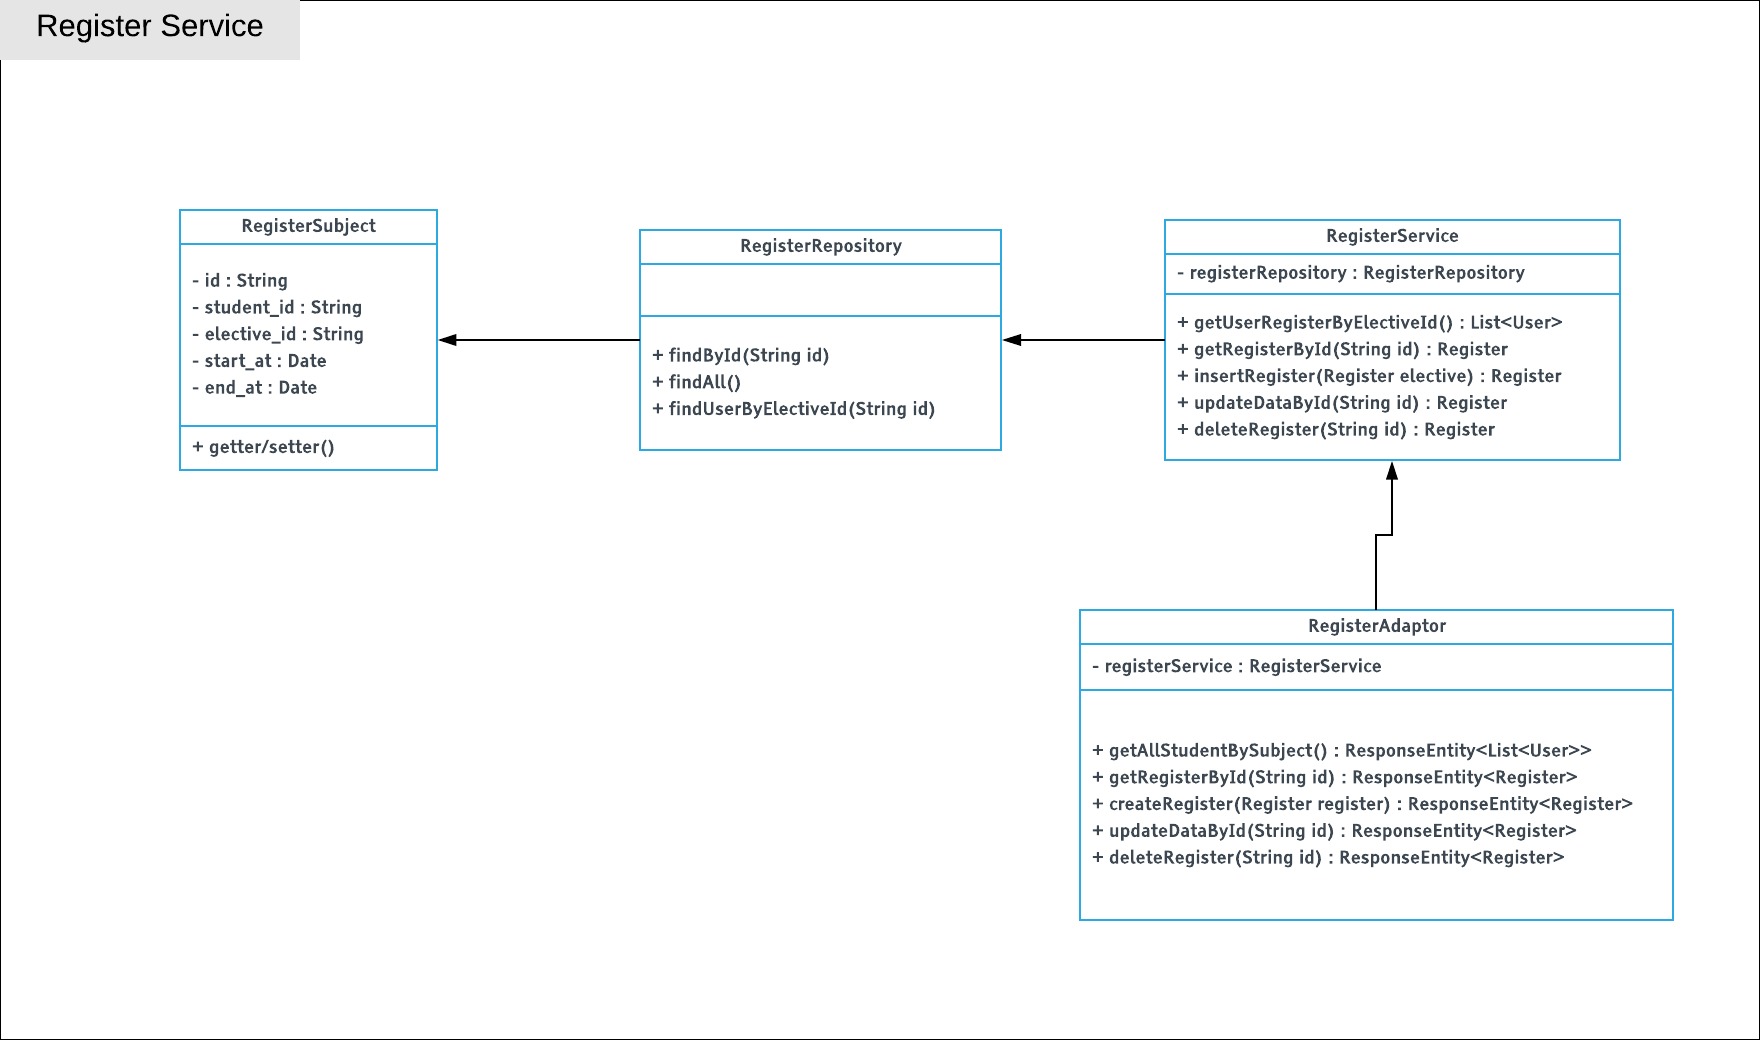 Register Service
RegisterSubject
- id : String
- student_id : String
- elective_id : String
- start_at : Date
- end_at : Date
+ getter/setter()
RegisterRepository
+ findById(String id)
+ findAll()
+ findUserByElectiveId(String id)
RegisterService
- registerRepository : RegisterRepository
+ getUserRegisterByElectiveId() : List<User>
+ getRegisterById(String id) : Register
+ insertRegister(Register elective) : Register
+ updateDataById(String id) : Register
+ deleteRegister(String id) : Register
RegisterAdaptor
- registerService : RegisterService
+ getAllStudentBySubject() : ResponseEntity<List<User>>
+ getRegisterById(String id) : ResponseEntity<Register>
+ createRegister(Register register) : ResponseEntity<Register>
+ updateDataById(String id) : ResponseEntity<Register>
+ deleteRegister(String id) : ResponseEntity<Register>